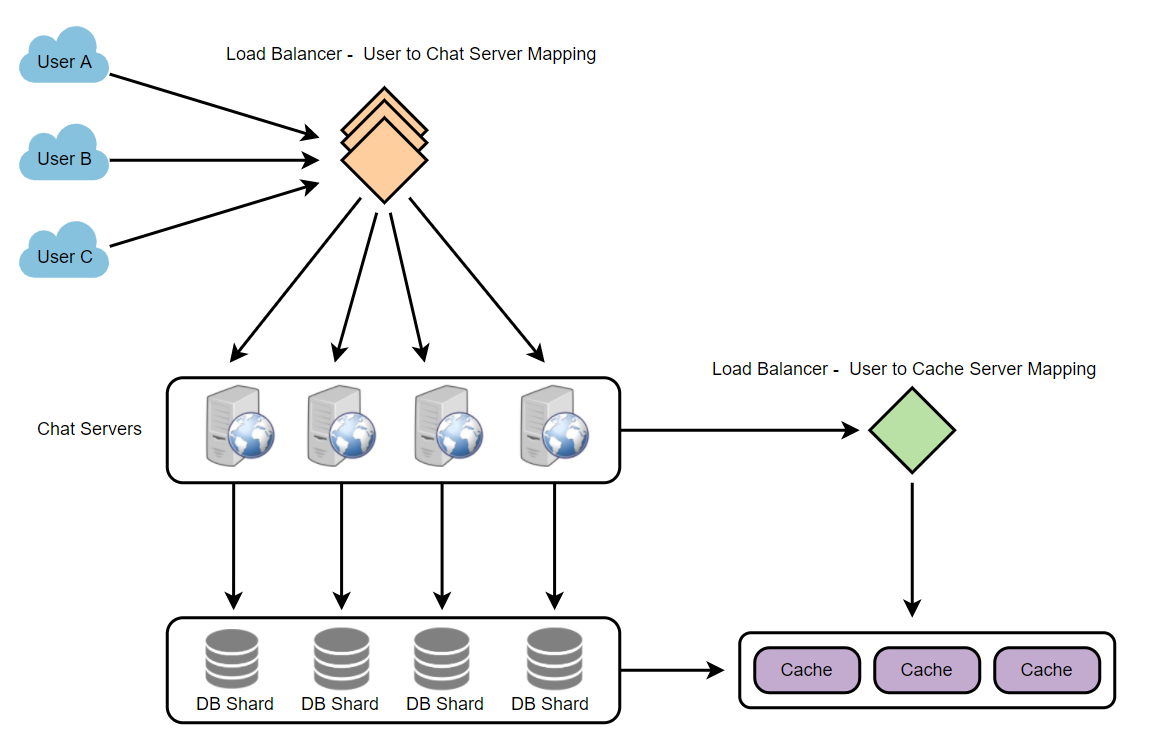 User A
Load Balancer -  User to Chat Server Mapping
User B
User C
Load Balancer -  User to Cache Server Mapping
Chat Servers
DB Shard
DB Shard
DB Shard
DB Shard
Cache
Cache
Cache